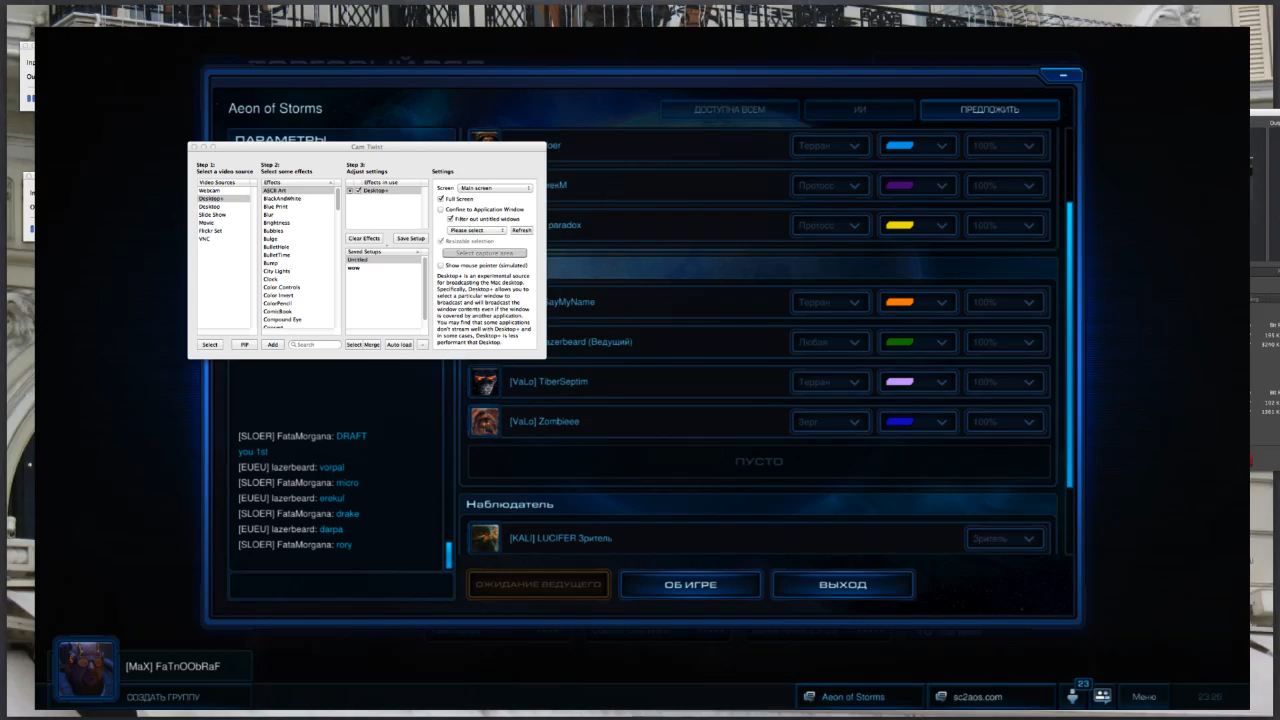 Aeon of Storms
ДОСТУПНА ВСЕМ
ИИ
ПРЕДЛОЖИТЬ
ПАРАМЕТРЫ
Терран
100%
Протосс
100%
paradox
Протосс
100%
SayMyName
Терран
100%
lazerbeard (Ведущий)
Любой
100%
[VaLo] TiberSeptim
Терран
100%
[VaLo] Zombieee
Зерг
100%
ПУСТО
Наблюдатель
[KALI] LUCIFER Зритель
Зритель
ОЖИДАНИЕ ВЕДУЩЕГО
ОБ ИГРЕ
ВЫХОД
Cam Twist
Step 1:
Select a video source
Video Sources
Webcam
Desktop+
Desktop
Slide Show
Movie
Flickr Set
VNC
Select
Step 2:
Select some effects
Effects
ASCII Art
BlackAndWhite
Blue Print
Blur
Brightness
Bubbles
Bulge
BulletHole
BulletTime
Bump
City Lights
Clock
Color Controls
Color Invert
ColorPencil
ComicBook
Compound Eye
PIP
Add
Search
Step 3:
Adjust settings
Effects in use
Desktop+
Clear Effects
Save Setup
Saved Setups
Untitled
wow
Select
Merge
Auto load
Settings
Screen
Main screen
Full Screen
Confine to Application Window
Filter out untitled widows
Please select
Refresh
Resizable selection
Select capture area
Show mouse pointer (simulated)
Desktop+ is an experimental source
for broadcasting the Mac desktop.
Specifically, Desktop+ allows you to
select a particular window to
broadcast and will broadcast the
window contents even if the window
is covered by another application.
You may find that some applications
don't stream well with Desktop+ and
in some cases, Desktop+ is less
performant that Desktop.
[SLOER] FataMorgana: DRAFT
you 1st
[EUEU] lazerbeard: vorpal
[SLOER] FataMorgana: micro
[EUEU] lazerbeard: erekul
[SLOER] FataMorgana: drake
[EUEU] lazerbeard: darpa
[SLOER] FataMorgana: rory
[MaX] FaTnOObRaF
СОЗДАТЬ ГРУППУ
Aeon of Storms
sc2aos.com
23
Меню
23:26